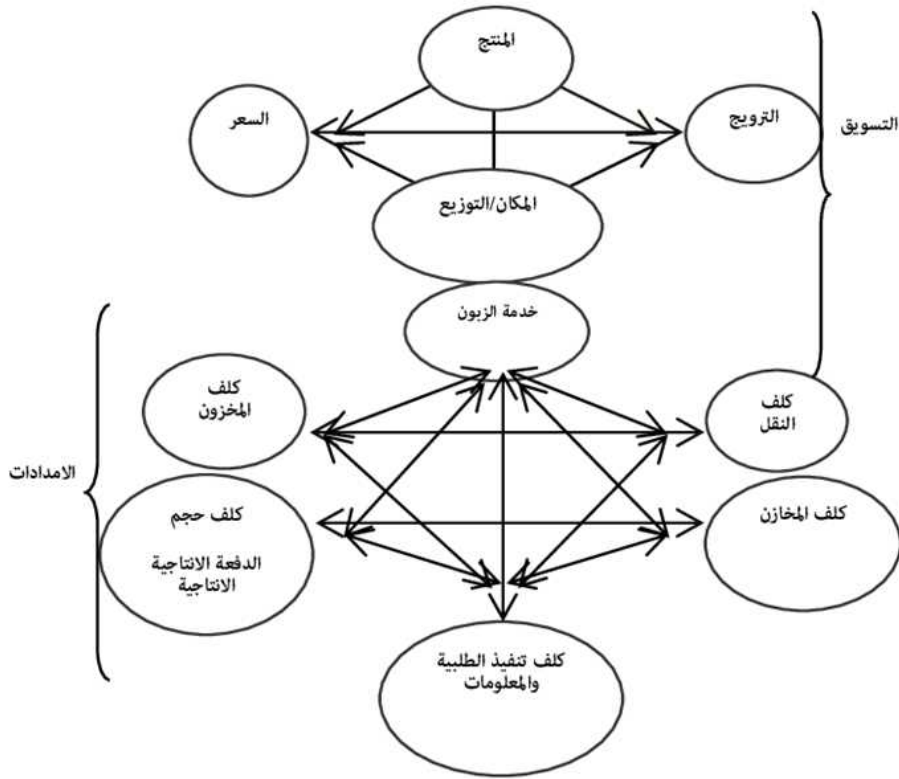 المنتج
السعر
الترويج
التسويق
المكان/التوزيع
خدمة الزبون
كلف
المخزون
كلف
النقل
الامدادات
كلف حجم
الدفعة الانتاجية
الانتاجية
كلف المخازن
كلف تنفيذ الطلبية
والمعلومات